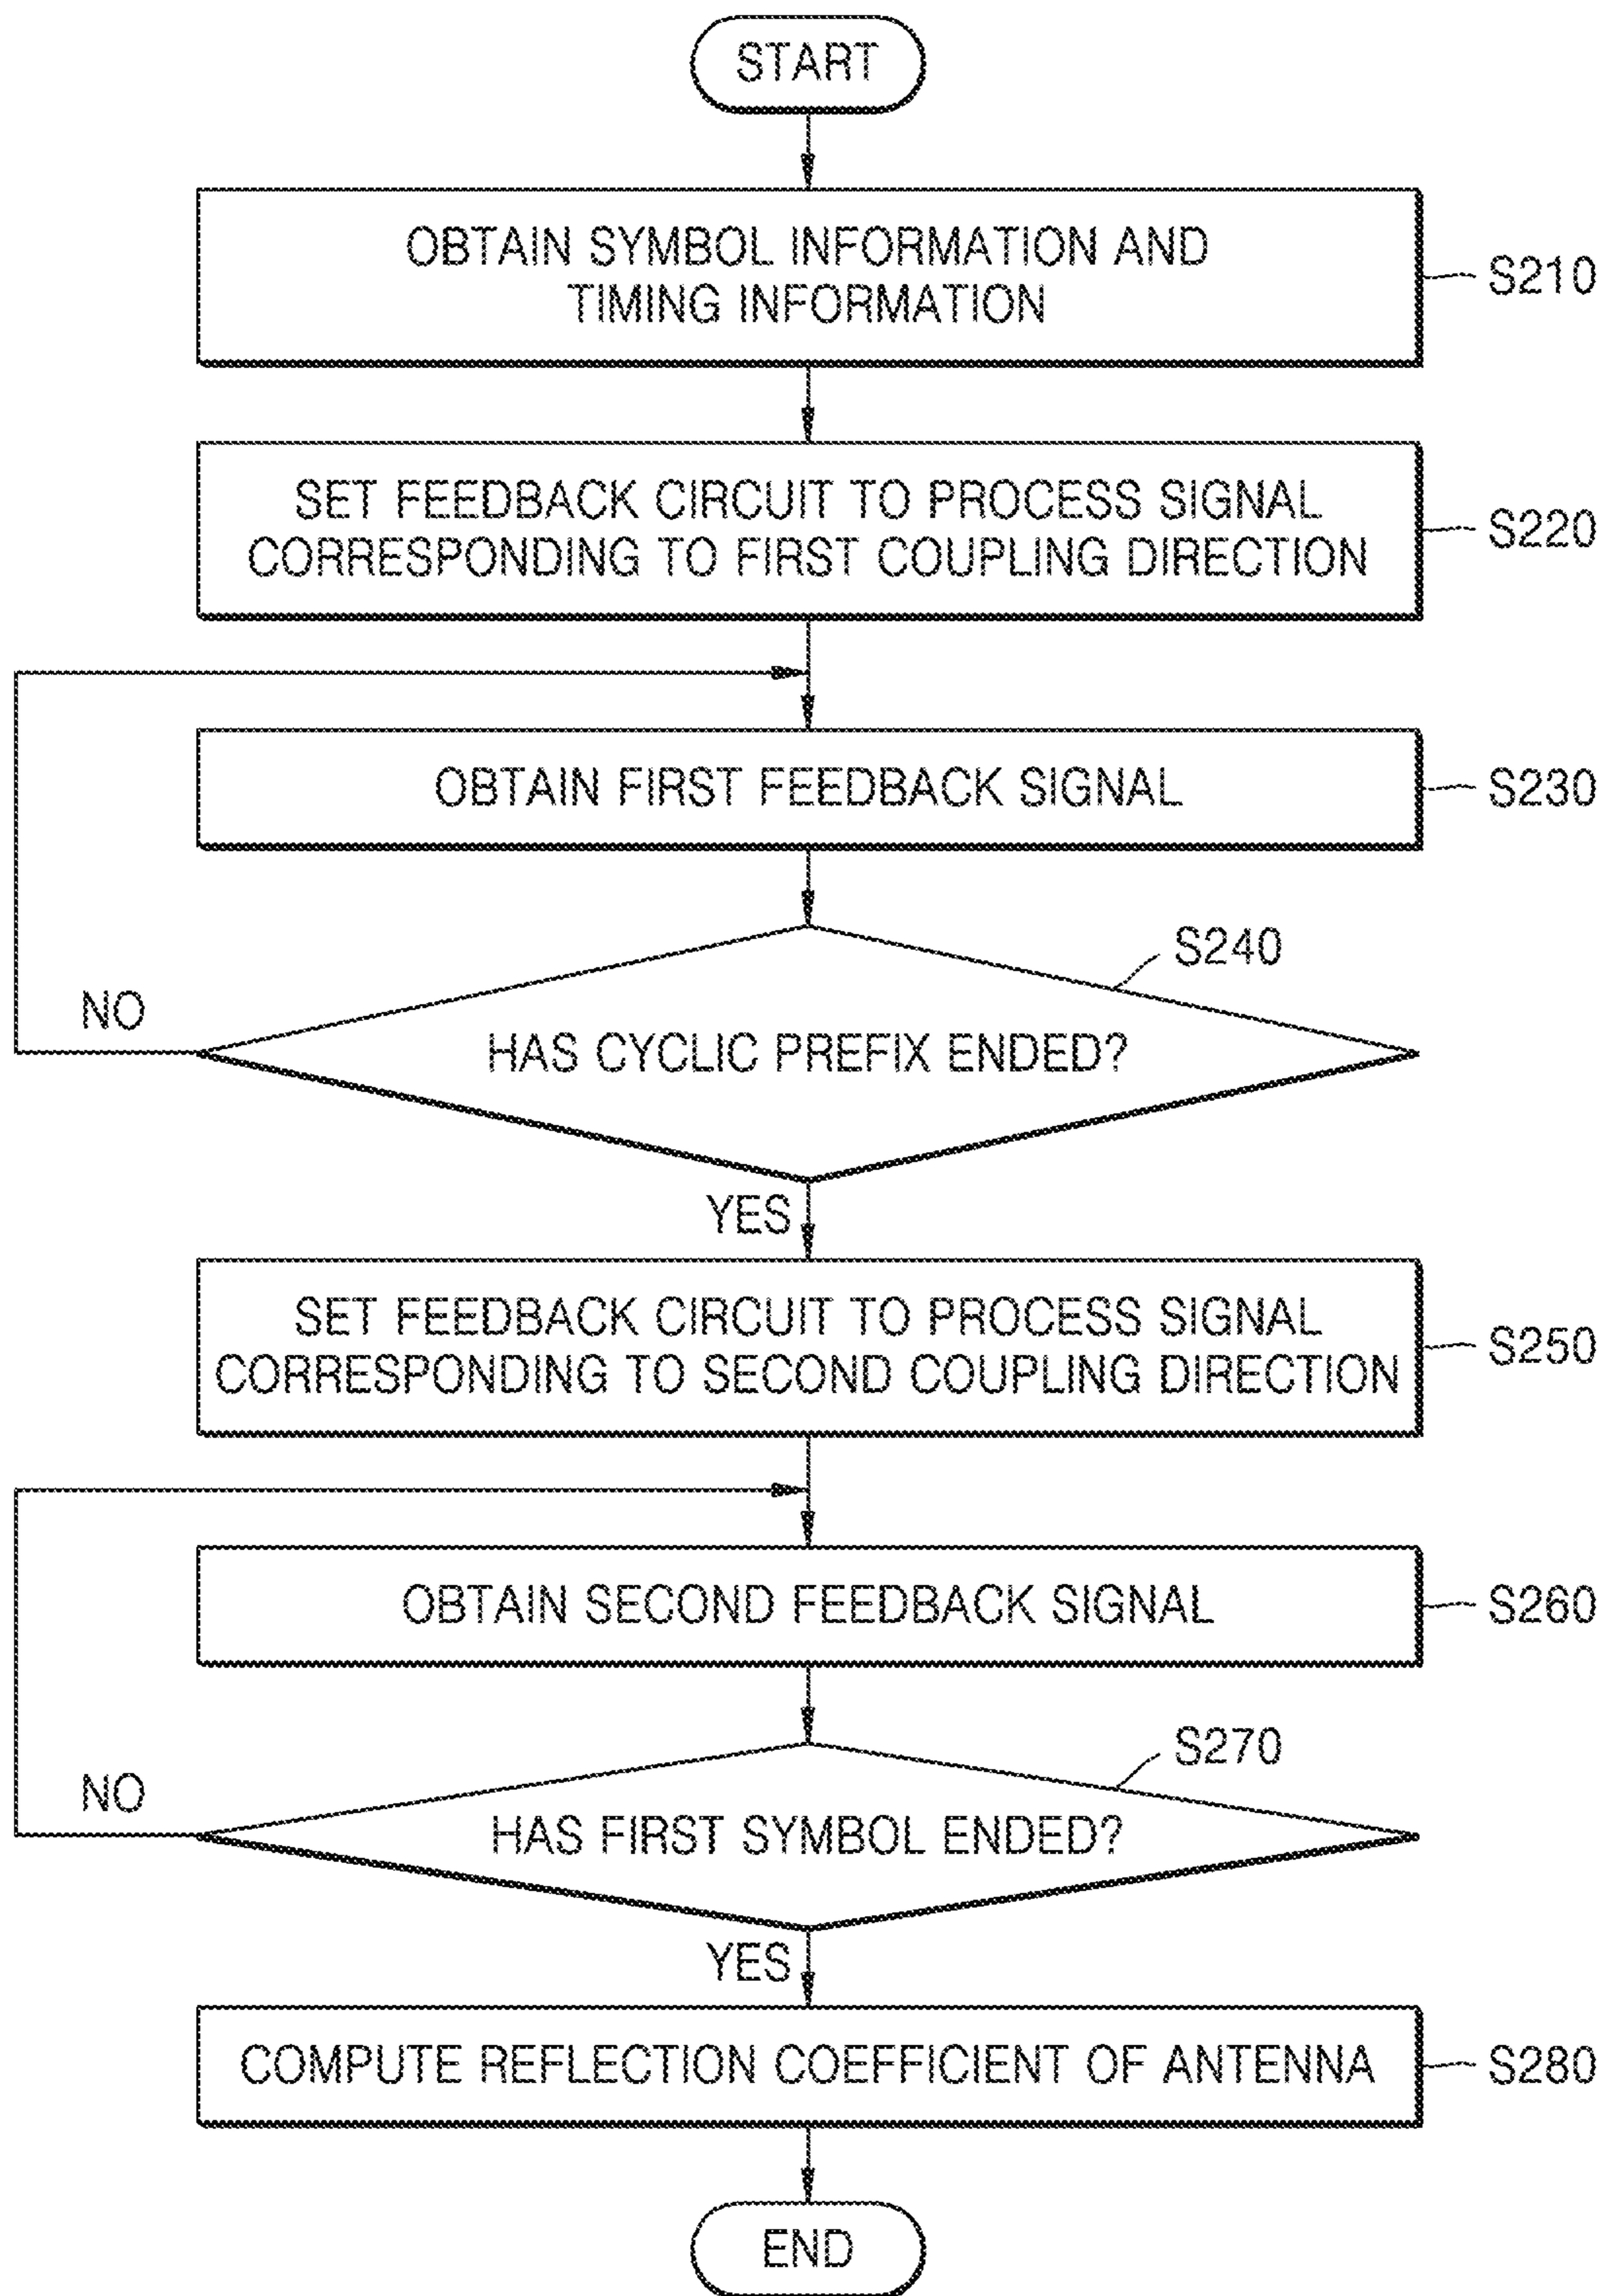 START
OBTAIN SYMBOL INFORMATION AND
TIMING INFORMATION
S210
SET FEEDBACK CIRCUIT TO PROCESS SIGNAL
CORRESPONDING TO FIRST COUPLING DIRECTION
S220
OBTAIN FIRST FEEDBACK SIGNAL
S230
S240
NO
HAS CYCLIC PREFIX ENDED?
YES
SET FEEDBACK CIRCUIT TO PROCESS SIGNAL
CORRESPONDING TO SECOND COUPLING DIRECTION
S250
OBTAIN SECOND FEEDBACK SIGNAL
S260
S270
NO
HAS FIRST SYMBOL ENDED?
YES
COMPUTE REFLECTION COEFFICIENT OF ANTENNA
S280
END